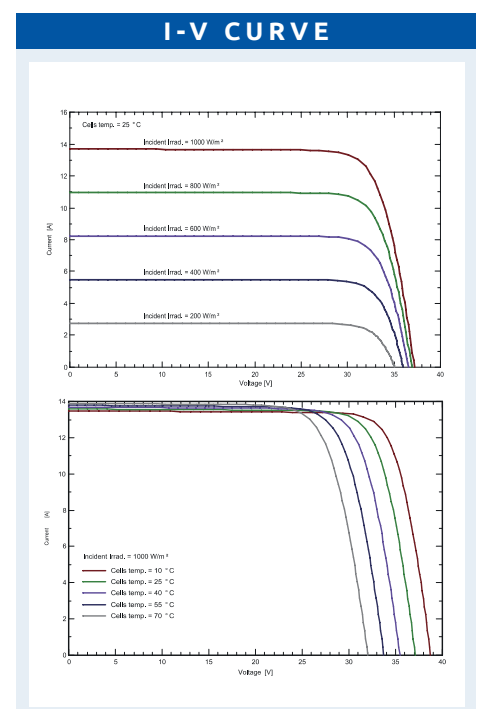 I-V CURVE
16
Cells temp. = 25 °C
Incident Irrad. = 1000 W/m²
14
12
Incident Irrad. = 800 W/m²
10
Incident Irrad. = 600 W/m²
8
Current [A]
6
Incident Irrad. = 400 W/m²
4
Incident Irrad. = 200 W/m²
2
0
0 5 10 15 20 25 30 35 40
Voltage [V]
14
12
10
8
Current [A]
6
Incident Irrad. = 1000 W/m²
Cells temp. = 10 °C
4
Cells temp. = 25 °C
Cells temp. = 40 °C
Cells temp. = 55 °C
2
Cells temp. = 70 °C
0
0 5 10 15 20 25 30 35 40
Voltage [V]